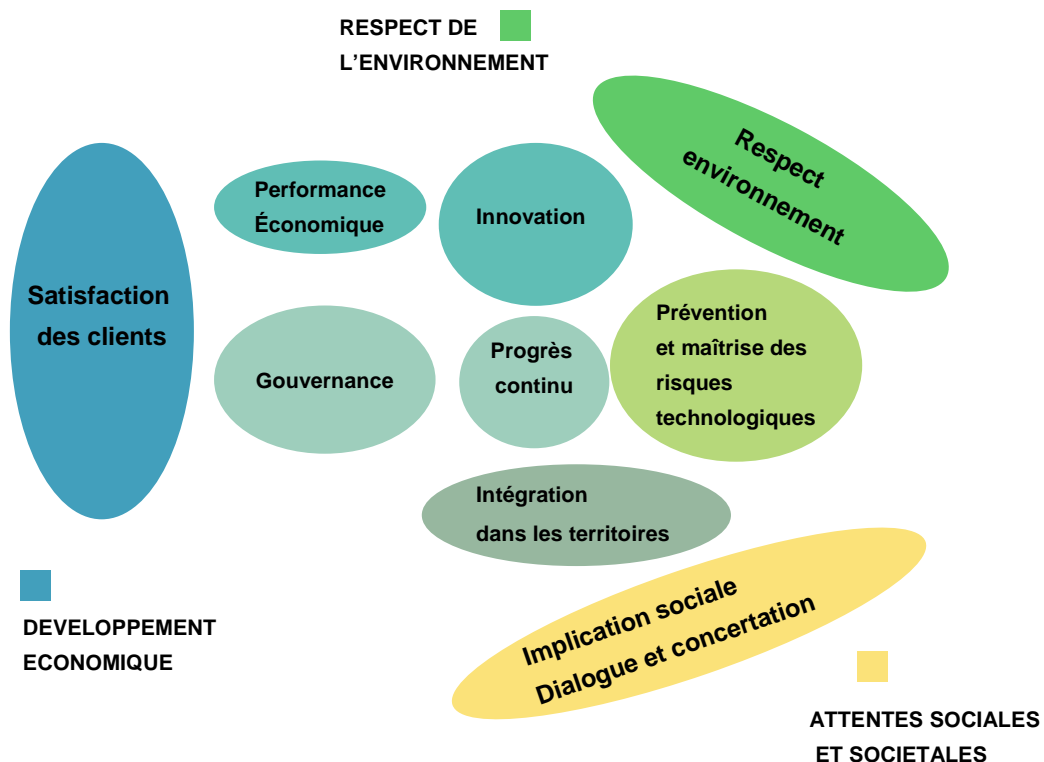 RESPECT DE
L'ENVIRONNEMENT
Respect
environnement
Performance
Économique
Innovation
Satisfaction
des clients
Prévention
et maîtrise des
risques
technologiques
Gouvernance
Progrès
continu
Intégration
dans les territoires
Implication sociale
Dialogue et concertation
DEVELOPPEMENT
ECONOMIQUE
ATTENTES SOCIALES
ET SOCIETALES